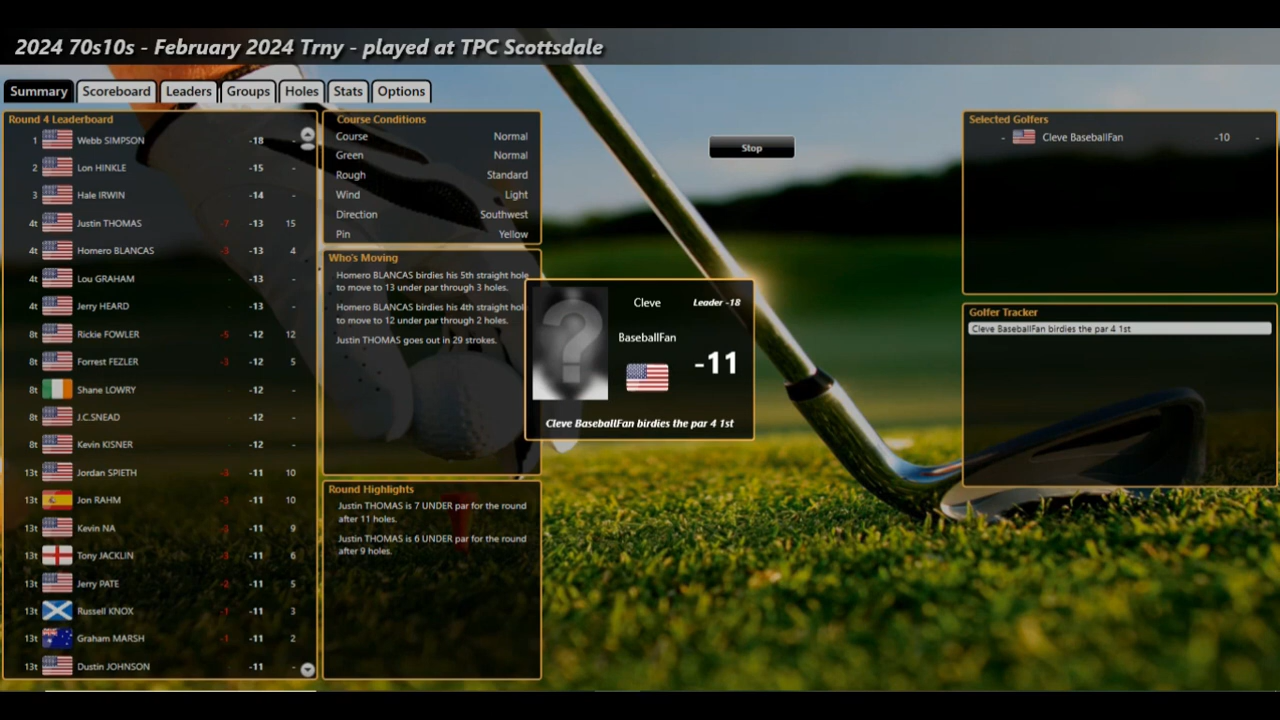 2024 70s10s - February 2024 Trny - played at TPC Scottsdale
Summary Scoreboard Leaders Groups Holes Stats Options
Round 4 Leaderboard
1 Webb SIMPSON -18 -
2 Lon HINKLE -15 -
3 Hale IRWIN -14 -
4t Justin THOMAS -7 -13 15
4t Homero BLANCAS -3 -13 4
4t Lou GRAHAM -13 -
4t Jerry HEARD -13 -
8t Rickie FOWLER -5 -12 12
8t Forrest FEZLER -3 -12 5
8t Shane LOWRY -12 -
8t J.C.SNEAD -12 -
8t Kevin KISNER -12 -
13t Jordan SPIETH -3 -11 10
13t Jon RAHM -3 -11 10
13t Kevin NA -11 9
13t Tony JACKLIN -3 -11 6
13t Jerry PATE -2 -11 5
13t Russell KNOX -1 -11 3
13t Graham MARSH -1 -11 2
13t Dustin JOHNSON -11 -
Course Conditions
Course Normal
Green Normal
Rough Standard
Wind Light
Direction Southwest
Pin Yellow
Who's Moving
Homero BLANCAS birdies his 5th straight hole
to move to 13 under par through 3 holes.
Homero BLANCAS birdies his 4th straight hole
to move to 12 under par through 2 holes.
Justin THOMAS goes out in 29 strokes.
Round Highlights
Justin THOMAS is 7 UNDER par for the round
after 11 holes.
Justin THOMAS is 6 UNDER par for the round
after 9 holes.
Stop
Cleve Leader -18
BaseballFan
-11
Cleve BaseballFan birdies the par 4 1st
Selected Golfers
- Cleve BaseballFan -10 -
Golfer Tracker
Cleve BaseballFan birdies the par 4 1st